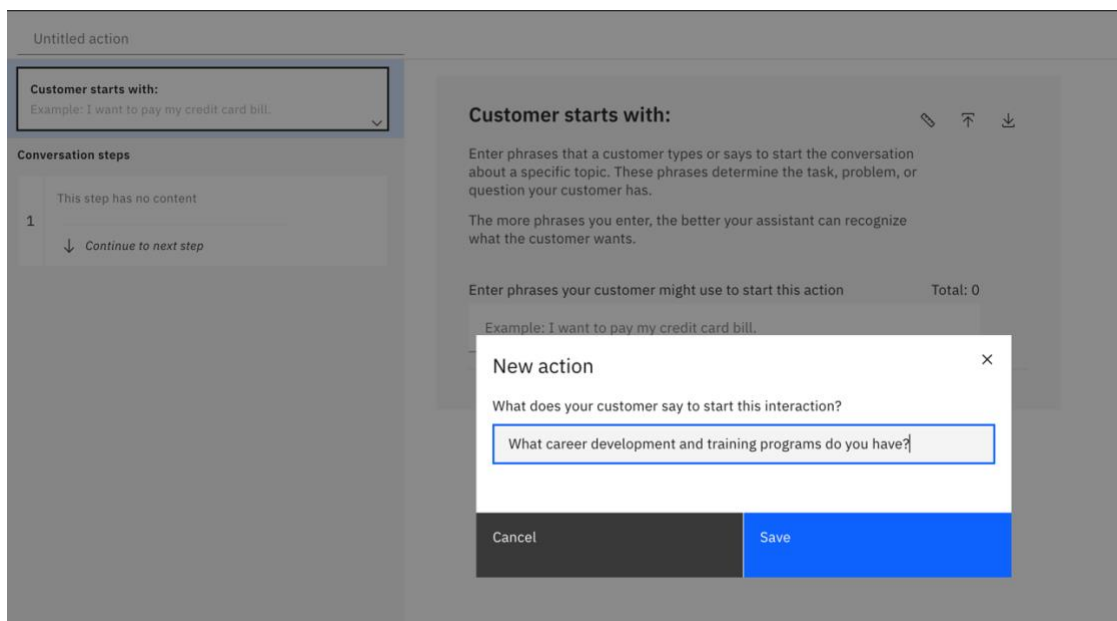 Untitled action
Customer starts with:
Example: I want to pay my credit card bill.
Conversation steps
1
This step has no content
Continue to next step
Customer starts with:
Enter phrases that a customer types or says to start the conversation
about a specific topic. These phrases determine the task, problem, or
question your customer has.
The more phrases you enter, the better your assistant can recognize
what the customer wants.
Enter phrases your customer might use to start this action
Total: 0
Example: I want to pay my credit card bill.
New action
What does your customer say to start this interaction?
What career development and training programs do you have?
Cancel
Save